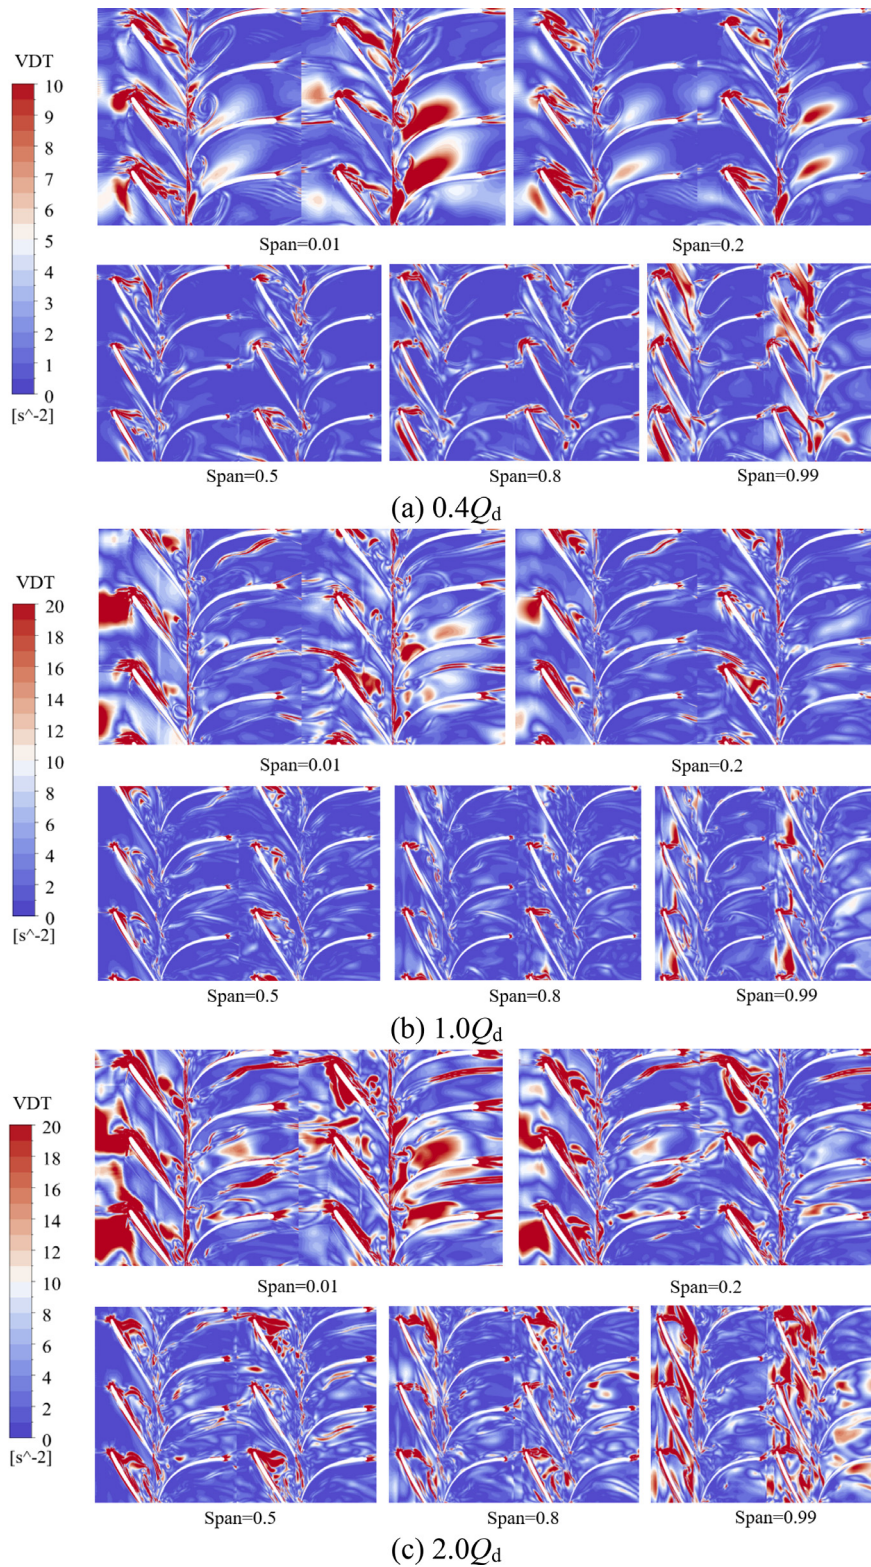 VDT
10
9
8
7
6
5
4
3
2
1
0
[s^-2]
Span=0.01
Span=0.2
Span=0.5
Span=0.8
Span=0.99
(a) 0.4Qd
VDT
20
18
16
14
12
10
8
6
4
2
0
[s^-2]
Span=0.01
Span=0.2
Span=0.5
Span=0.8
Span=0.99
(b) 1.0Qd
VDT
20
18
16
14
12
10
8
6
4
2
0
[s^-2]
Span=0.01
Span=0.2
Span=0.5
Span=0.8
Span=0.99
(c) 2.0Qd